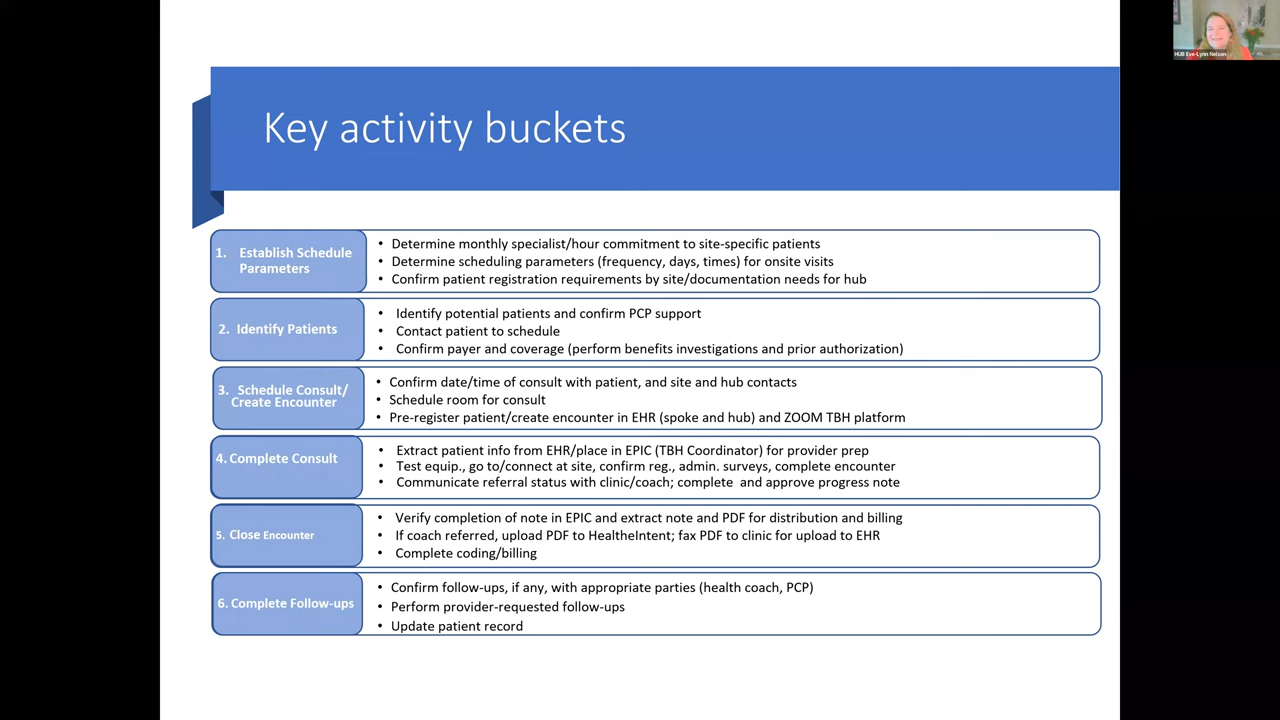 HUB Eve-Lynn Nelson
Key activity buckets
1. Establish Schedule
Parameters
• Determine monthly specialist/hour commitment to site-specific patients
• Determine scheduling parameters (frequency, days, times) for onsite visits
• Confirm patient registration requirements by site/documentation needs for hub
2. Identify Patients
• Identify potential patients and confirm PCP support
• Contact patient to schedule
• Confirm payer and coverage (perform benefits investigations and prior authorization)
3. Schedule Consult/
Create Encounter
• Confirm date/time of consult with patient, and site and hub contacts
• Schedule room for consult
• Pre-register patient/create encounter in EHR (spoke and hub) and ZOOM TBH platform
4. Complete Consult
• Extract patient info from EHR/place in EPIC (TBH Coordinator) for provider prep
• Test equip., go to/connect at site, confirm reg., admin. surveys, complete encounter
• Communicate referral status with clinic/coach; complete and approve progress note
5. Close Encounter
• Verify completion of note in EPIC and extract note and PDF for distribution and billing
• If coach referred, upload PDF to HealtheIntent; fax PDF to clinic for upload to EHR
• Complete coding/billing
6. Complete Follow-ups
• Confirm follow-ups, if any, with appropriate parties (health coach, PCP)
• Perform provider-requested follow-ups
• Update patient record